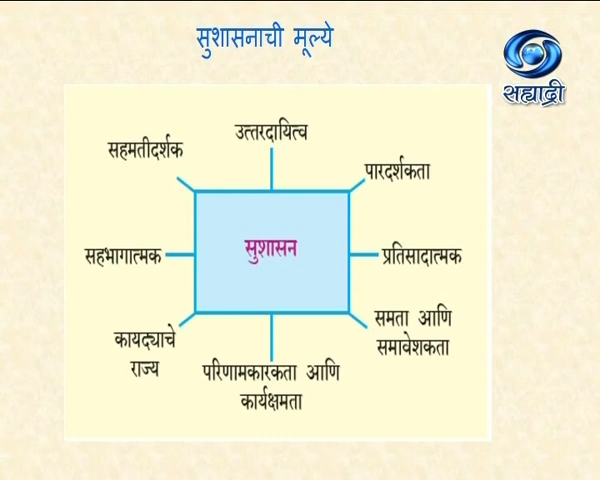 सुशासनाची मूल्ये
सह्याद्री
उत्तरदायित्व
सहमतीदर्शक
पारदर्शकता
सुशासन
सहभागात्मक
प्रतिसादात्मक
समता आणि
समावेशकता
कायद्याचे
राज्य
परिणामकारकता आणि
कार्यक्षमता